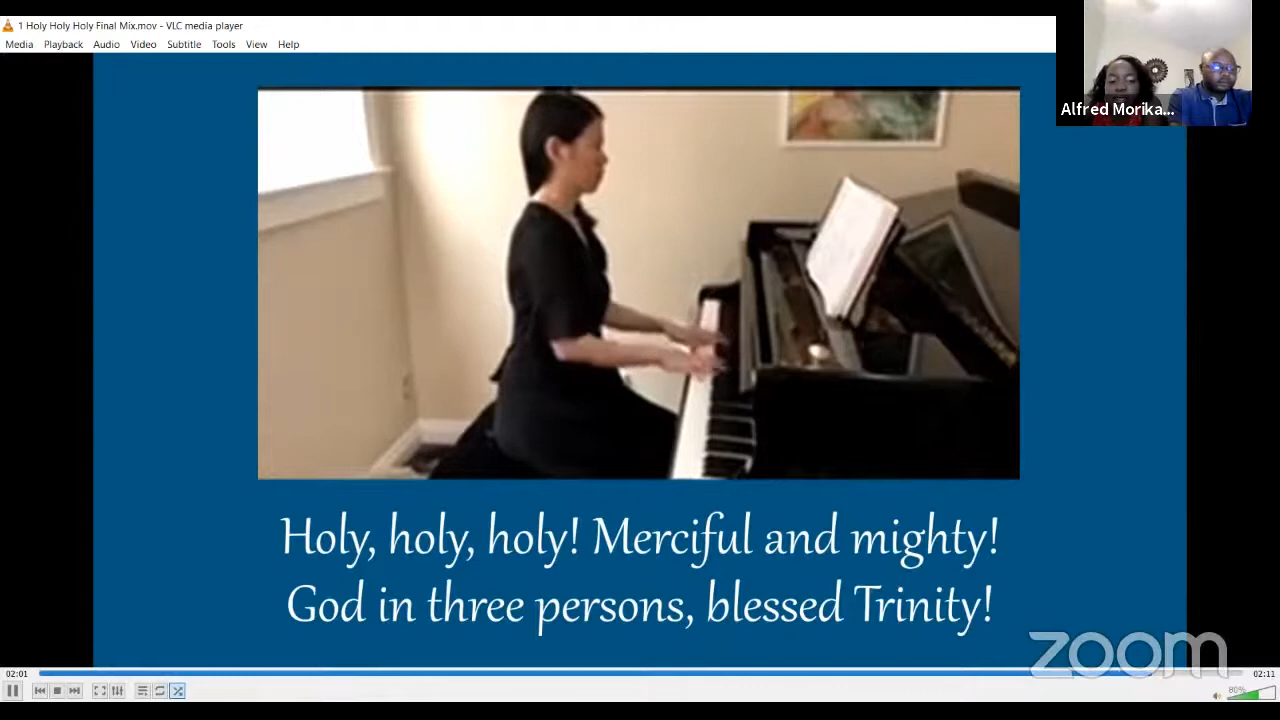 1 Holy Holy Holy Final Mix.mov - VLC media player
Media Playback Audio Video Subtitle Tools View Help
Alfred Morika...
Holy, holy, holy! Merciful and mighty!
God in three persons, blessed Trinity!
zoom
02:01
02:11
80%